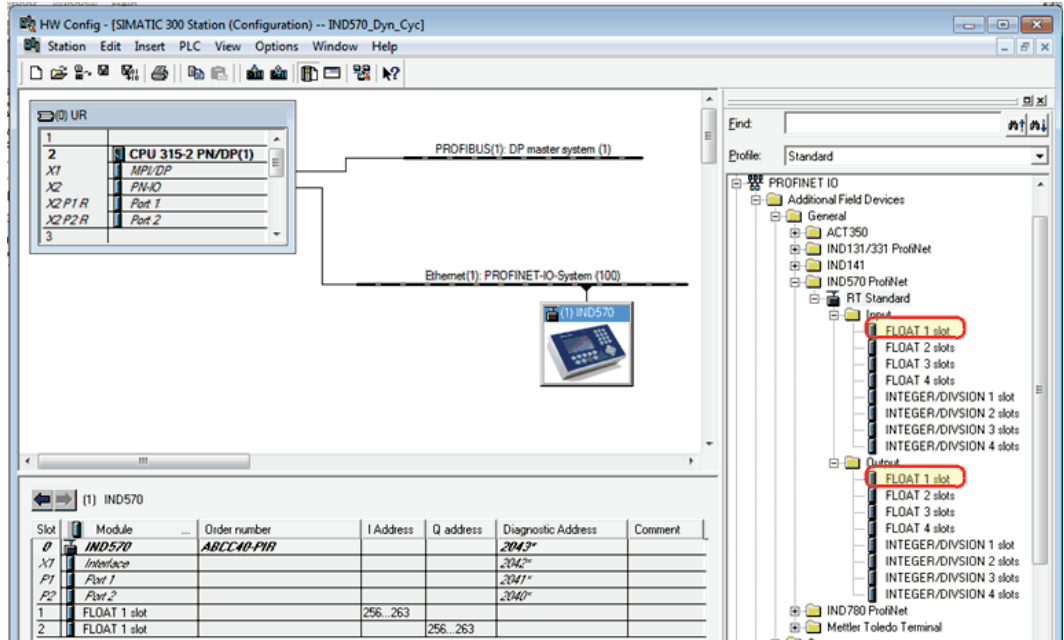 HW Config - [SIMATIC 300 Station (Configuration) -- IND570_Dyn_Cyc]
Station Edit Insert PLC View Options Window Help
(0) UR
1
2 CPU 315-2 PN/DP(1)
X1 MPI/DP
X2 PN-IO
X2 P1 R Port 1
X2 P2 R Port 2
3
PROFIBUS(1): DP master system (1)
Ethernet(1): PROFINET-IO-System (100)
(1) IND570
Find:
Profile: Standard
PROFINET IO
Additional Field Devices
General
ACT350
IND131/331 ProfiNet
IND141
IND570 ProfiNet
RT Standard
Input
FLOAT 1 slot
FLOAT 2 slots
FLOAT 3 slots
FLOAT 4 slots
INTEGER/DIVSION 1 slot
INTEGER/DIVSION 2 slots
INTEGER/DIVSION 3 slots
INTEGER/DIVSION 4 slots
Output
FLOAT 1 slot
FLOAT 2 slots
FLOAT 3 slots
FLOAT 4 slots
INTEGER/DIVSION 1 slot
INTEGER/DIVSION 2 slots
INTEGER/DIVSION 3 slots
INTEGER/DIVSION 4 slots
IND780 ProfiNet
Mettler Toledo Terminal
(1) IND570
Slot Module ... Order number I Address Q address Diagnostic Address Comment
0 IND570 ABCC40-PIR 2043*
X1 Interface 2042*
P1 Port 1 2041*
P2 Port 2 2040*
1 FLOAT 1 slot 256...263
2 FLOAT 1 slot 256...263